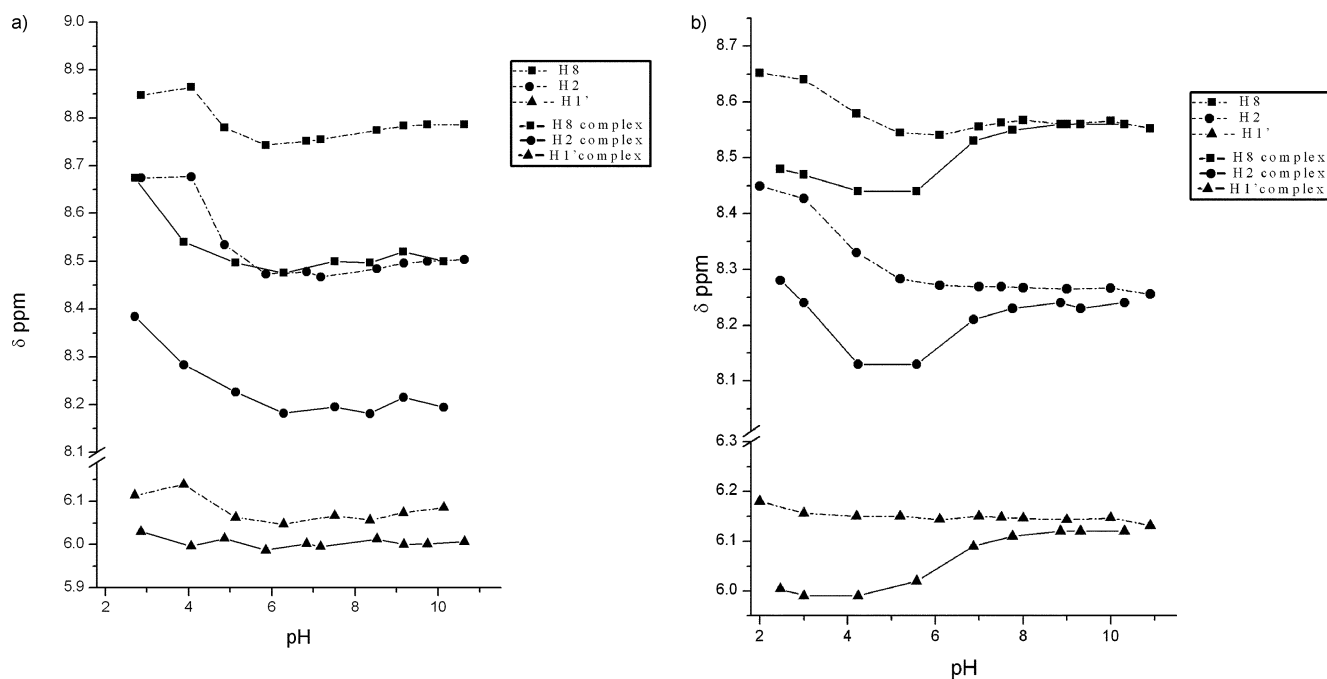 a)
9.0
8.9
8.8
8.7
8.6
8.5
8.4
8.3
8.2
8.1
6.1
6.0
5.9
δ ppm
2 4 6 8 10
pH
H8
H2
H1'
H8 complex
H2 complex
H1'complex
b)
8.7
8.6
8.5
8.4
8.3
8.2
8.1
6.3
6.2
6.1
6.0
δ ppm
2 4 6 8 10
pH
H8
H2
H1'
H8 complex
H2 complex
H1'complex